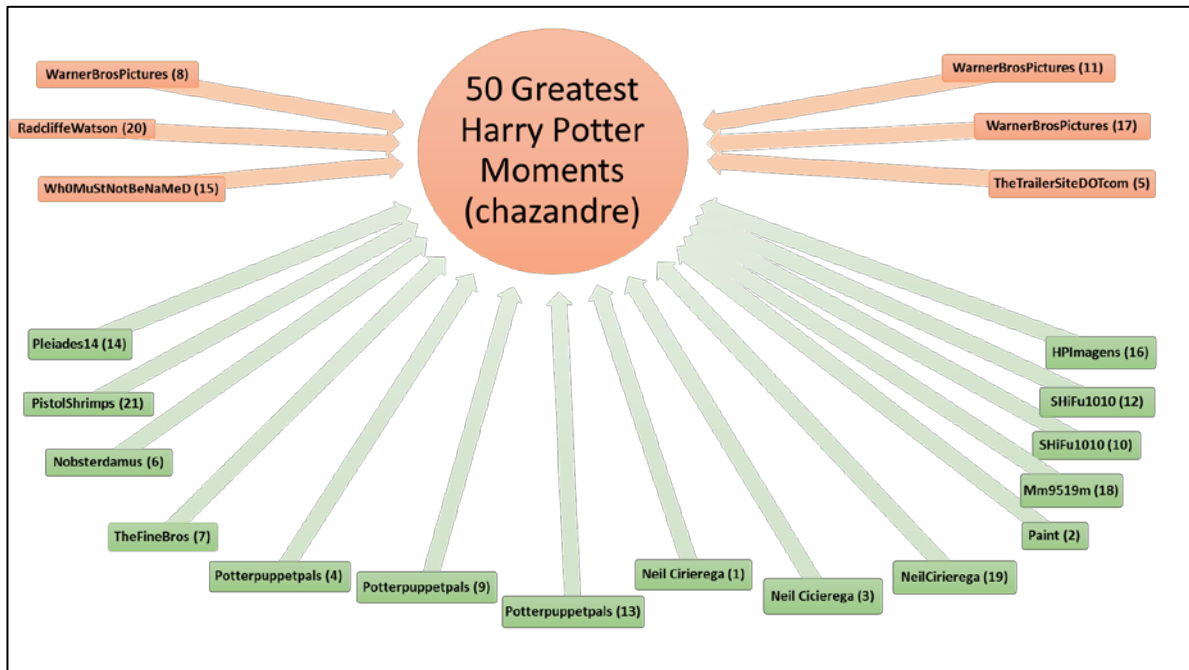 50 Greatest
Harry Potter
Moments
(chazandre)
WarnerBrosPictures (8)
RadcliffeWatson (20)
Wh0MuStNotBeNaMeD (15)
WarnerBrosPictures (11)
WarnerBrosPictures (17)
TheTrailerSiteDOTcom (5)
Pleiades14 (14)
PistolShrimps (21)
Nobsterdamus (6)
TheFineBros (7)
Potterpuppetpals (4)
Potterpuppetpals (9)
Potterpuppetpals (13)
Neil Cirierega (1)
Neil Cicierega (3)
NeilCirierega (19)
Paint (2)
Mm9519m (18)
SHiFu1010 (10)
SHiFu1010 (12)
HPImagens (16)